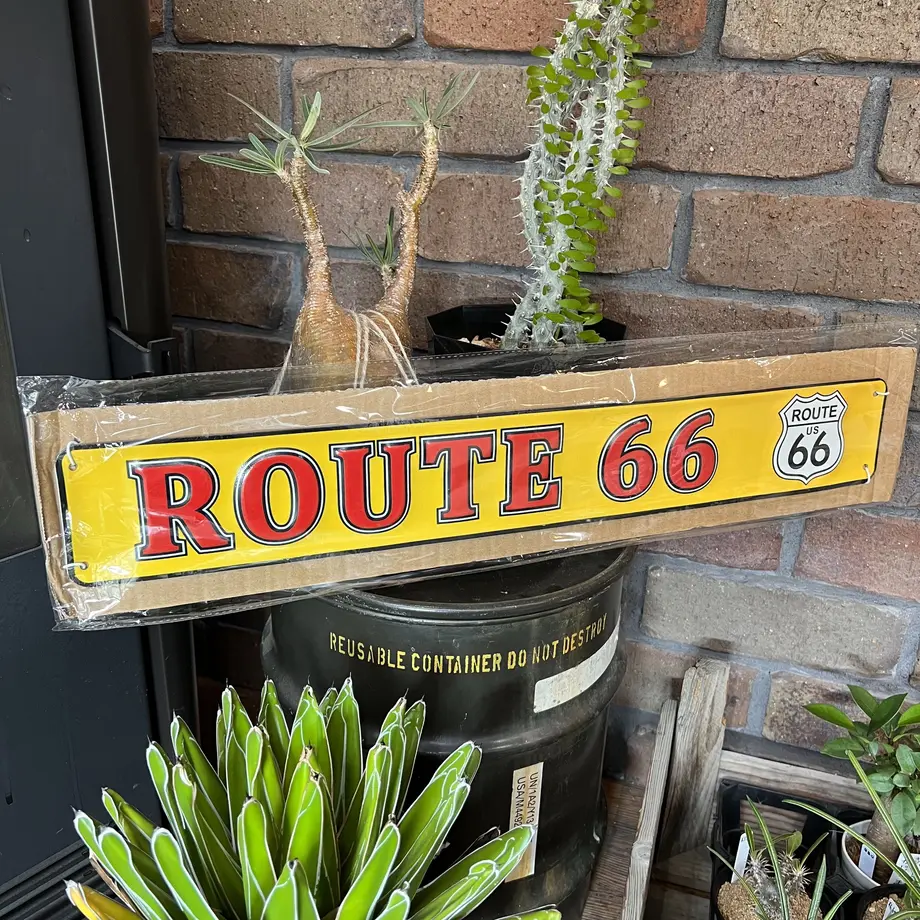 ROUTE 66
ROUTE
US
66
REUSABLE CONTAINER DO NOT DESTROY